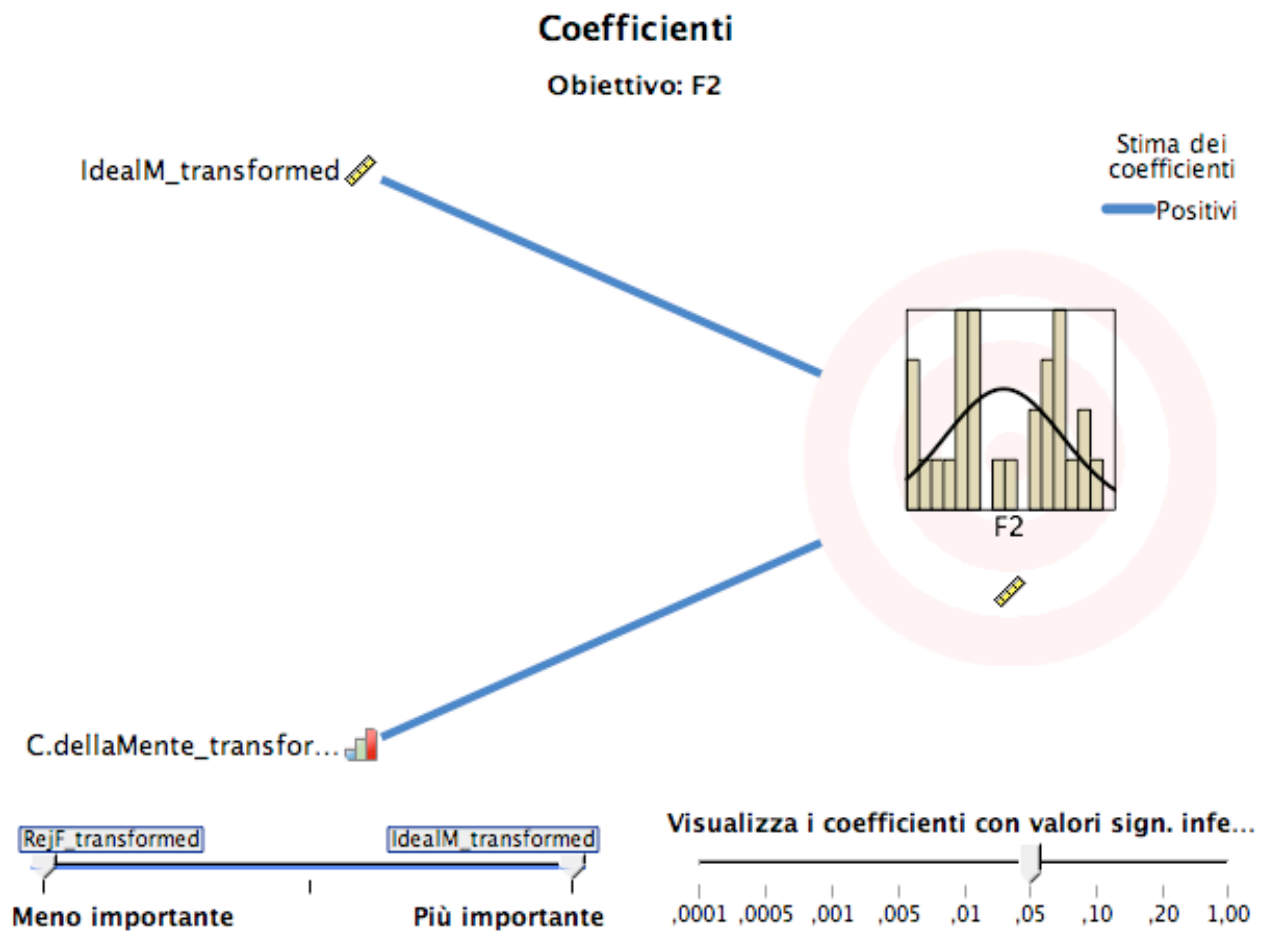 Coefficienti
Obiettivo: F2
IdealM_transformed
Stima dei
coefficienti
Positivi
F2
C.dellaMente_transfor...
RejF_transformed
IdealM_transformed
Meno importante
Più importante
Visualizza i coefficienti con valori sign. infe...
,0001 ,0005 ,001 ,005 ,01 ,05 ,10 ,20 1,00